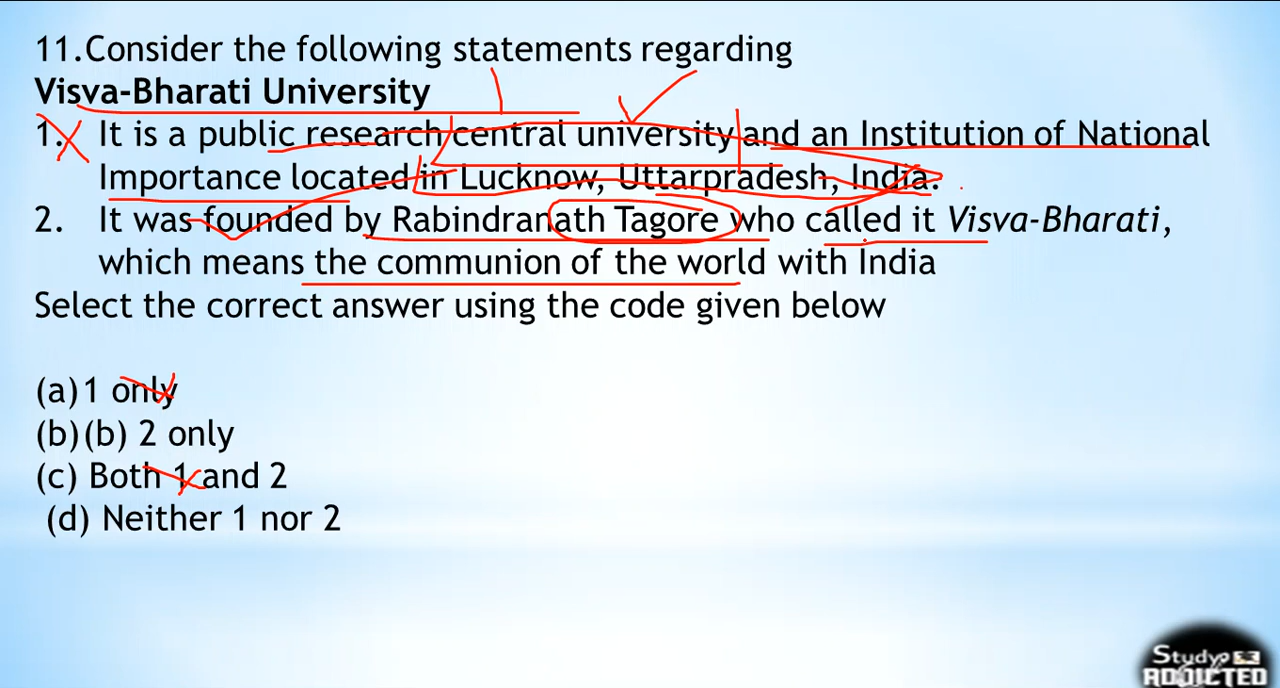 11.Consider the following statements regarding
Visva-Bharati University
1. It is a public research central university and an Institution of National
Importance located in Lucknow, Uttarpradesh, India.
2. It was founded by Rabindranath Tagore who called it Visva-Bharati,
which means the communion of the world with India
Select the correct answer using the code given below
(a)1 only
(b)(b) 2 only
(c) Both 1 and 2
(d) Neither 1 nor 2
Study
ADDICTED